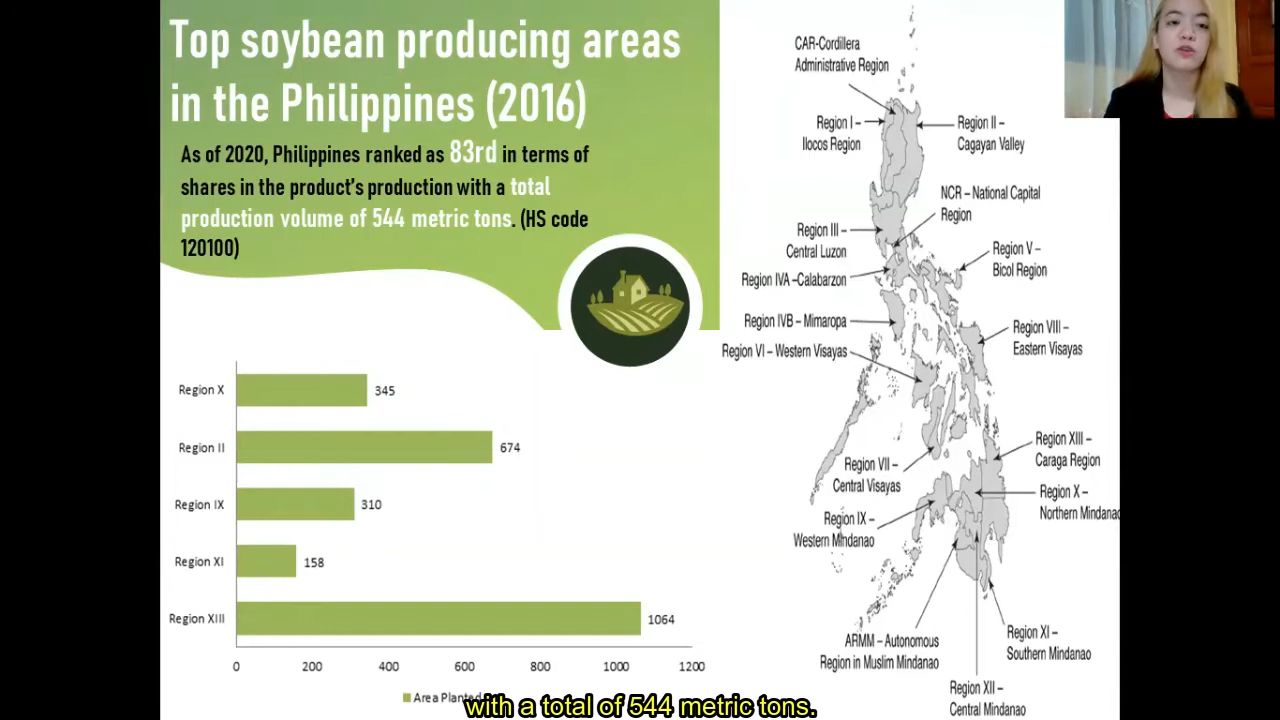 Top soybean producing areas
in the Philippines (2016)
As of 2020, Philippines ranked as 83rd in terms of
shares in the product's production with a total
production volume of 544 metric tons. (HS code
120100)
Region X
345
Region II
674
Region IX
310
Region XI
158
Region XIII
1064
0 200 400 600 800 1000 1200
Area Planted
CAR-Cordillera
Administrative Region
Region I –
Ilocos Region
Region II –
Cagayan Valley
NCR – National Capital
Region
Region III –
Central Luzon
Region V –
Bicol Region
Region IVA –Calabarzon
Region IVB – Mimaropa
Region VIII –
Eastern Visayas
Region VI – Western Visayas
Region XIII –
Caraga Region
Region VII –
Central Visayas
Region X –
Northern Mindanao
Region IX –
Western Mindanao
Region XI –
Southern Mindanao
ARMM – Autonomous
Region in Muslim Mindanao
Region XII –
Central Mindanao
with a total of 544 metric tons.